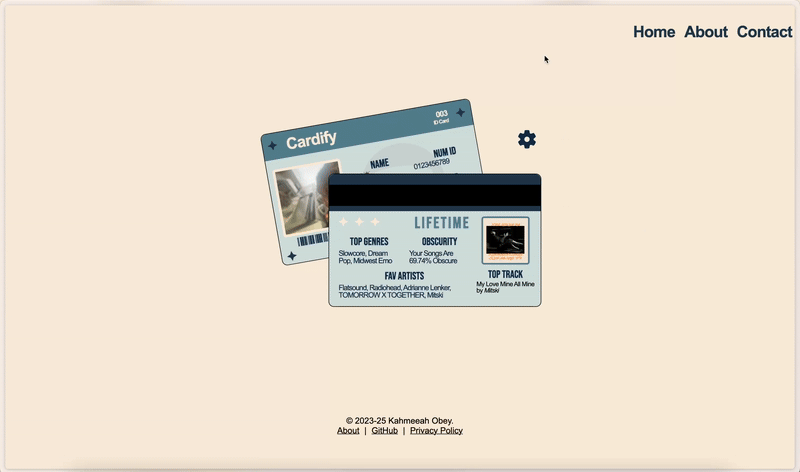 Home About Contact
003
ID Card
Cardify
NAME
NUM ID
0123456789
LIFETIME
TOP GENRES
Slowcore, Dream
Pop, Midwest Emo
OBSCURITY
Your Songs Are
69.74% Obscure
FAV ARTISTS
Flatsound, Radiohead, Adrianne Lenker,
TOMORROW X TOGETHER, Mitski
TOP TRACK
My Love Mine All Mine
by Mitski
© 2023-25 Kahmeeah Obey.
About | GitHub | Privacy Policy